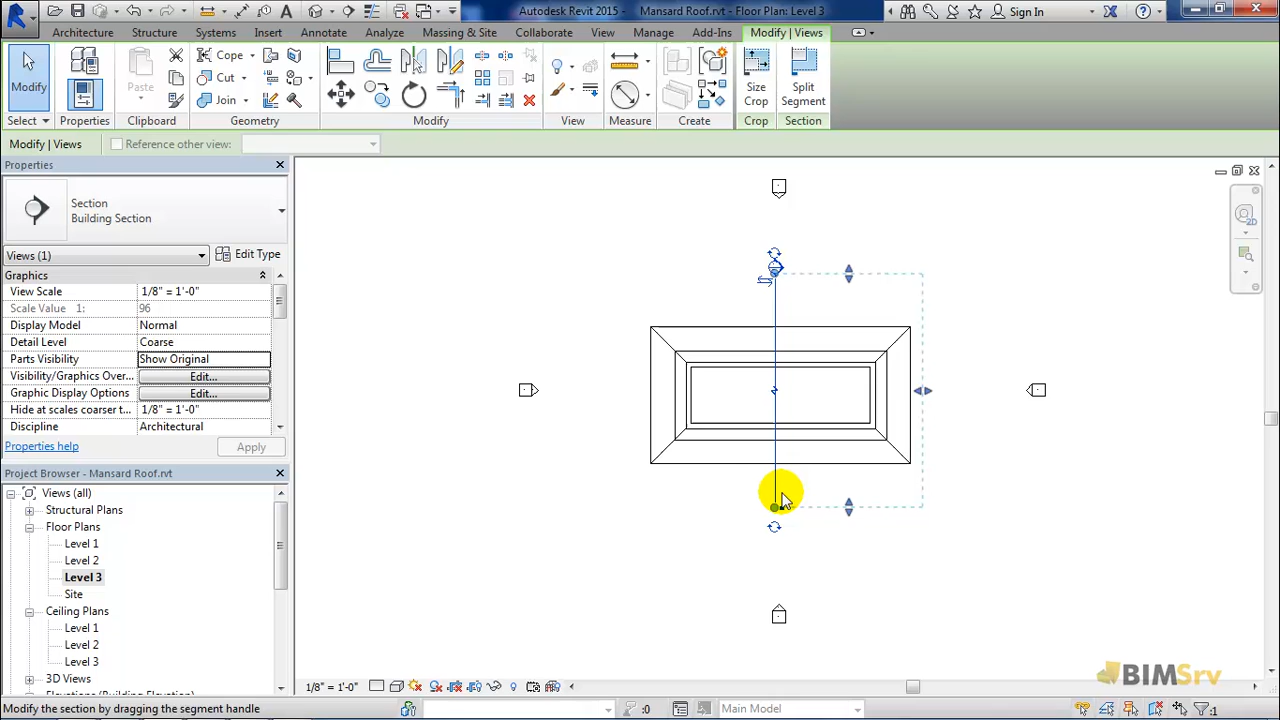 Autodesk Revit 2015 - Mansard Roof.rvt - Floor Plan: Level 3
Sign In
Architecture Structure Systems Insert Annotate Analyze Massing & Site Collaborate View Manage Add-Ins Modify | Views
Modify
Paste
Cope
Cut
Join
Size
Crop
Split
Segment
Select Properties Clipboard Geometry Modify View Measure Create Crop Section
Modify | Views Reference other view:
Properties
Section
Building Section
Views (1) Edit Type
Graphics
View Scale 1/8" = 1'-0"
Scale Value 1: 96
Display Model Normal
Detail Level Coarse
Parts Visibility Show Original
Visibility/Graphics Over... Edit...
Graphic Display Options Edit...
Hide at scales coarser t... 1/8" = 1'-0"
Discipline Architectural
Properties help Apply
Project Browser - Mansard Roof.rvt
Views (all)
Structural Plans
Floor Plans
Level 1
Level 2
Level 3
Site
Ceiling Plans
Level 1
Level 2
Level 3
3D Views
Elevations (Building Elevation)
2D
BIMSrv
1/8" = 1'-0"
Modify the section by dragging the segment handle :0 Main Model :1